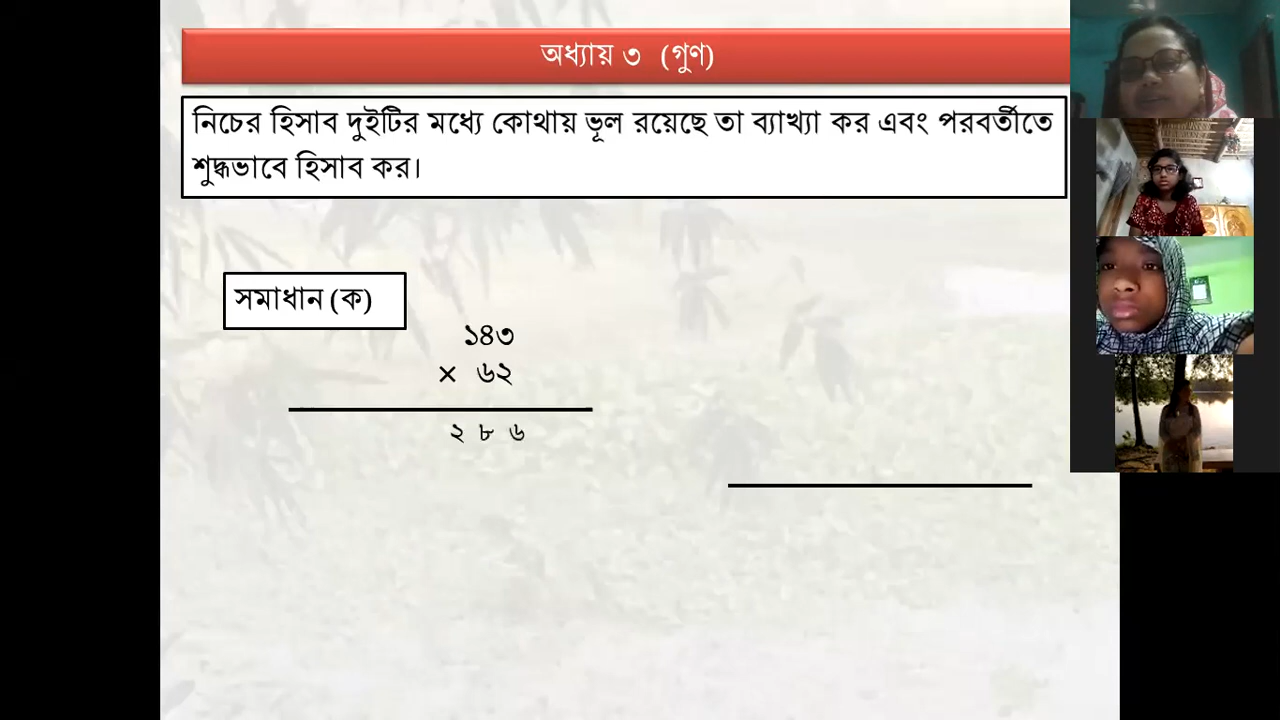 অধ্যায় ৩ (গুণ)
নিচের হিসাব দুইটির মধ্যে কোথায় ভূল রয়েছে তা ব্যাখ্যা কর এবং পরবর্তীতে
শুদ্ধভাবে হিসাব কর।
সমাধান (ক)
১৪৩
× ৬২
২ ৮ ৬